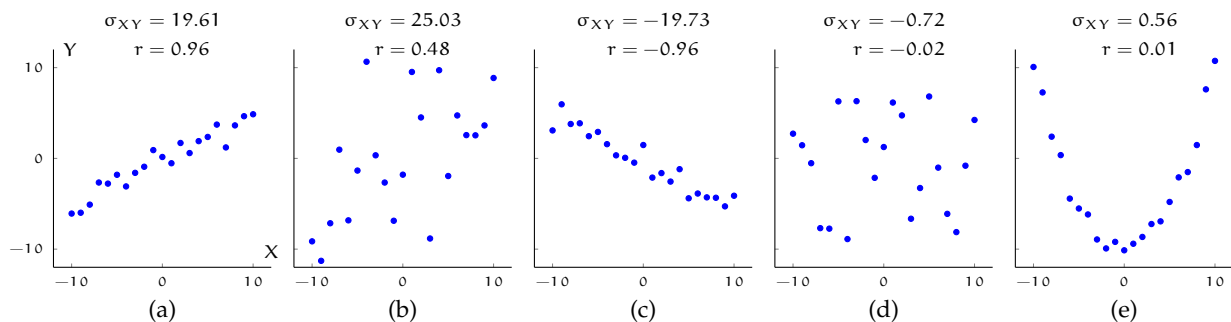 σXY = 19.61
r = 0.96
Y
10
0
−10
X
−10 0 10
(a)
σXY = 25.03
r = 0.48
−10 0 10
(b)
σXY = −19.73
r = −0.96
−10 0 10
(c)
σXY = −0.72
r = −0.02
−10 0 10
(d)
σXY = 0.56
r = 0.01
−10 0 10
(e)